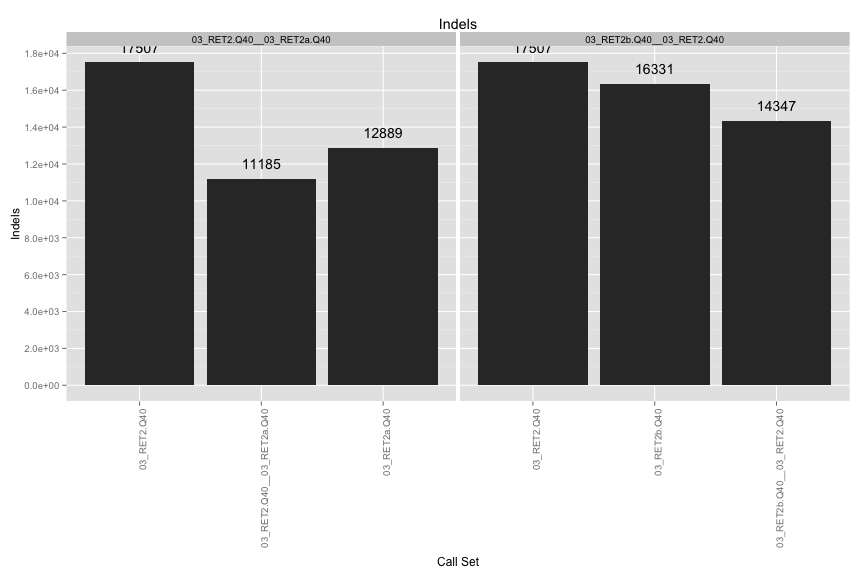 Indels
03_RET2.Q40__03_RET2a.Q40
03_RET2b.Q40__03_RET2.Q40
17507
11185
12889
17507
16331
14347
1.8e+04
1.6e+04
1.4e+04
1.2e+04
1.0e+04
8.0e+03
6.0e+03
4.0e+03
2.0e+03
0.0e+00
Indels
03_RET2.Q40
03_RET2.Q40__03_RET2a.Q40
03_RET2a.Q40
03_RET2.Q40
03_RET2b.Q40
03_RET2b.Q40__03_RET2.Q40
Call Set